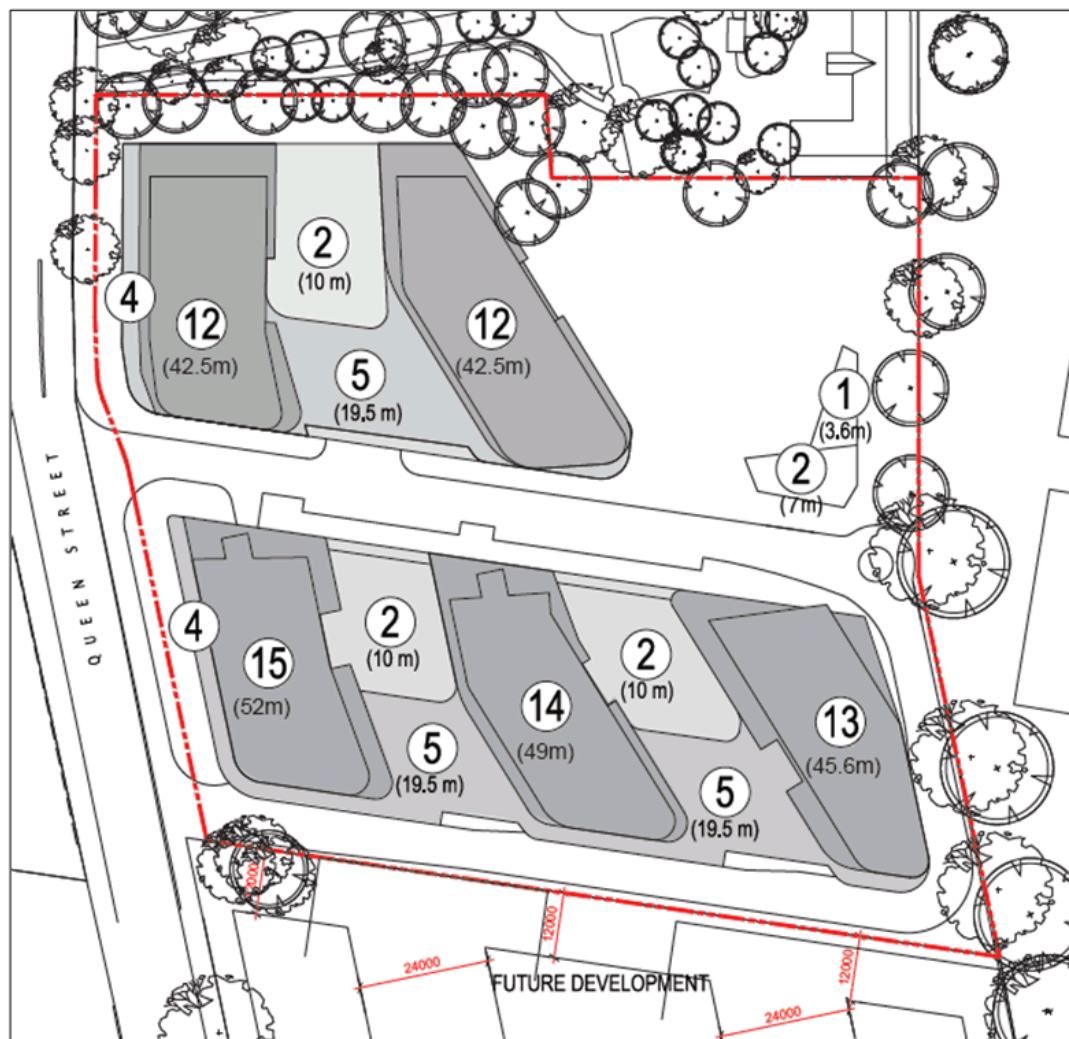 2
(10 m)
4
12
(42.5m)
12
(42.5m)
5
(19.5 m)
1
(3.6m)
2
(7m)
QUEEN STREET
4
15
(52m)
2
(10 m)
2
(10 m)
14
(49m)
13
(45.6m)
5
(19.5 m)
5
(19.5 m)
12000
12000
24000
FUTURE DEVELOPMENT
24000